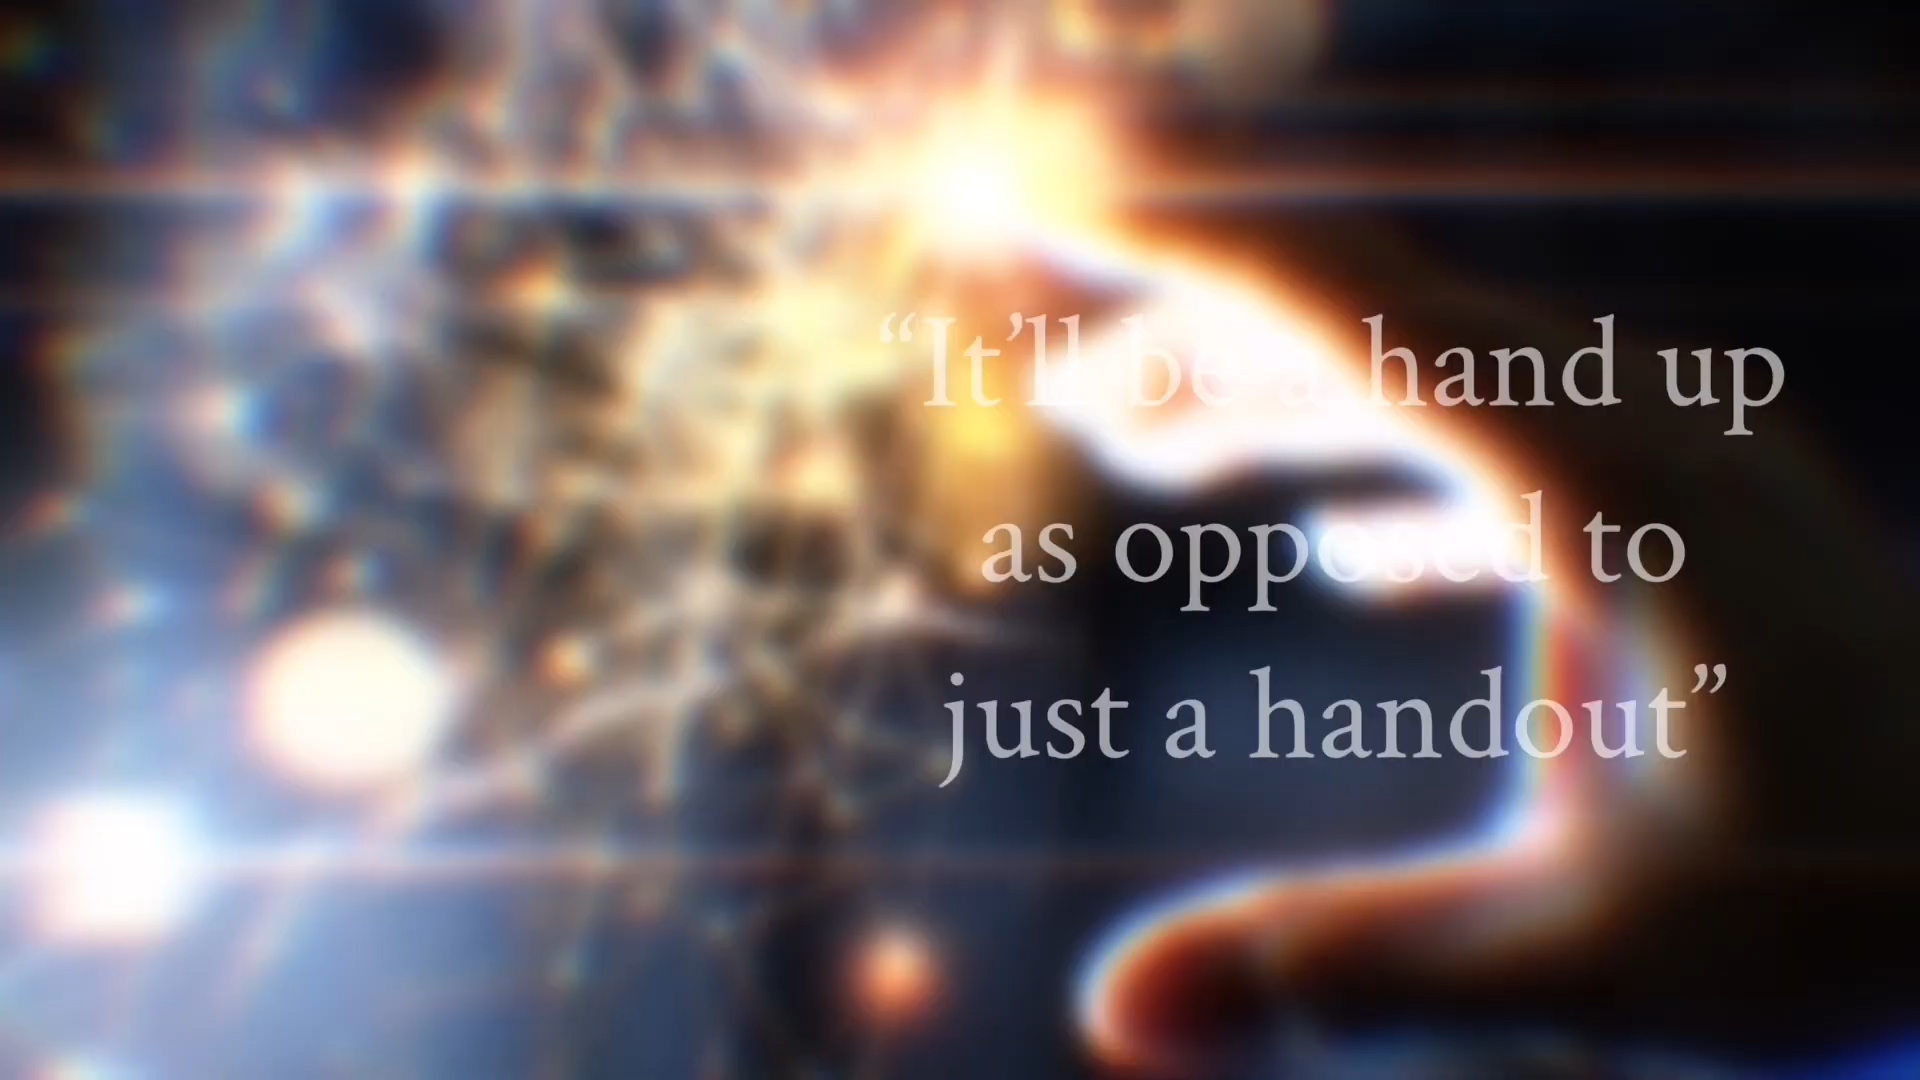 “It’ll be a hand up
as opposed to
just a handout”